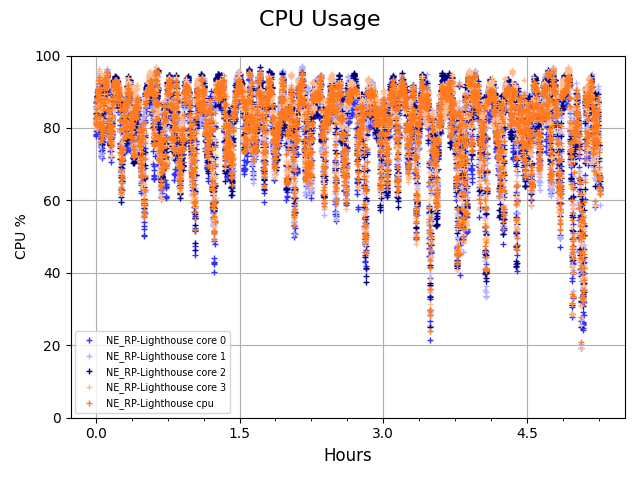 CPU Usage
100
80
60
40
20
0
CPU %
NE_RP-Lighthouse core 0
NE_RP-Lighthouse core 1
NE_RP-Lighthouse core 2
NE_RP-Lighthouse core 3
NE_RP-Lighthouse cpu
0.0 1.5 3.0 4.5
Hours